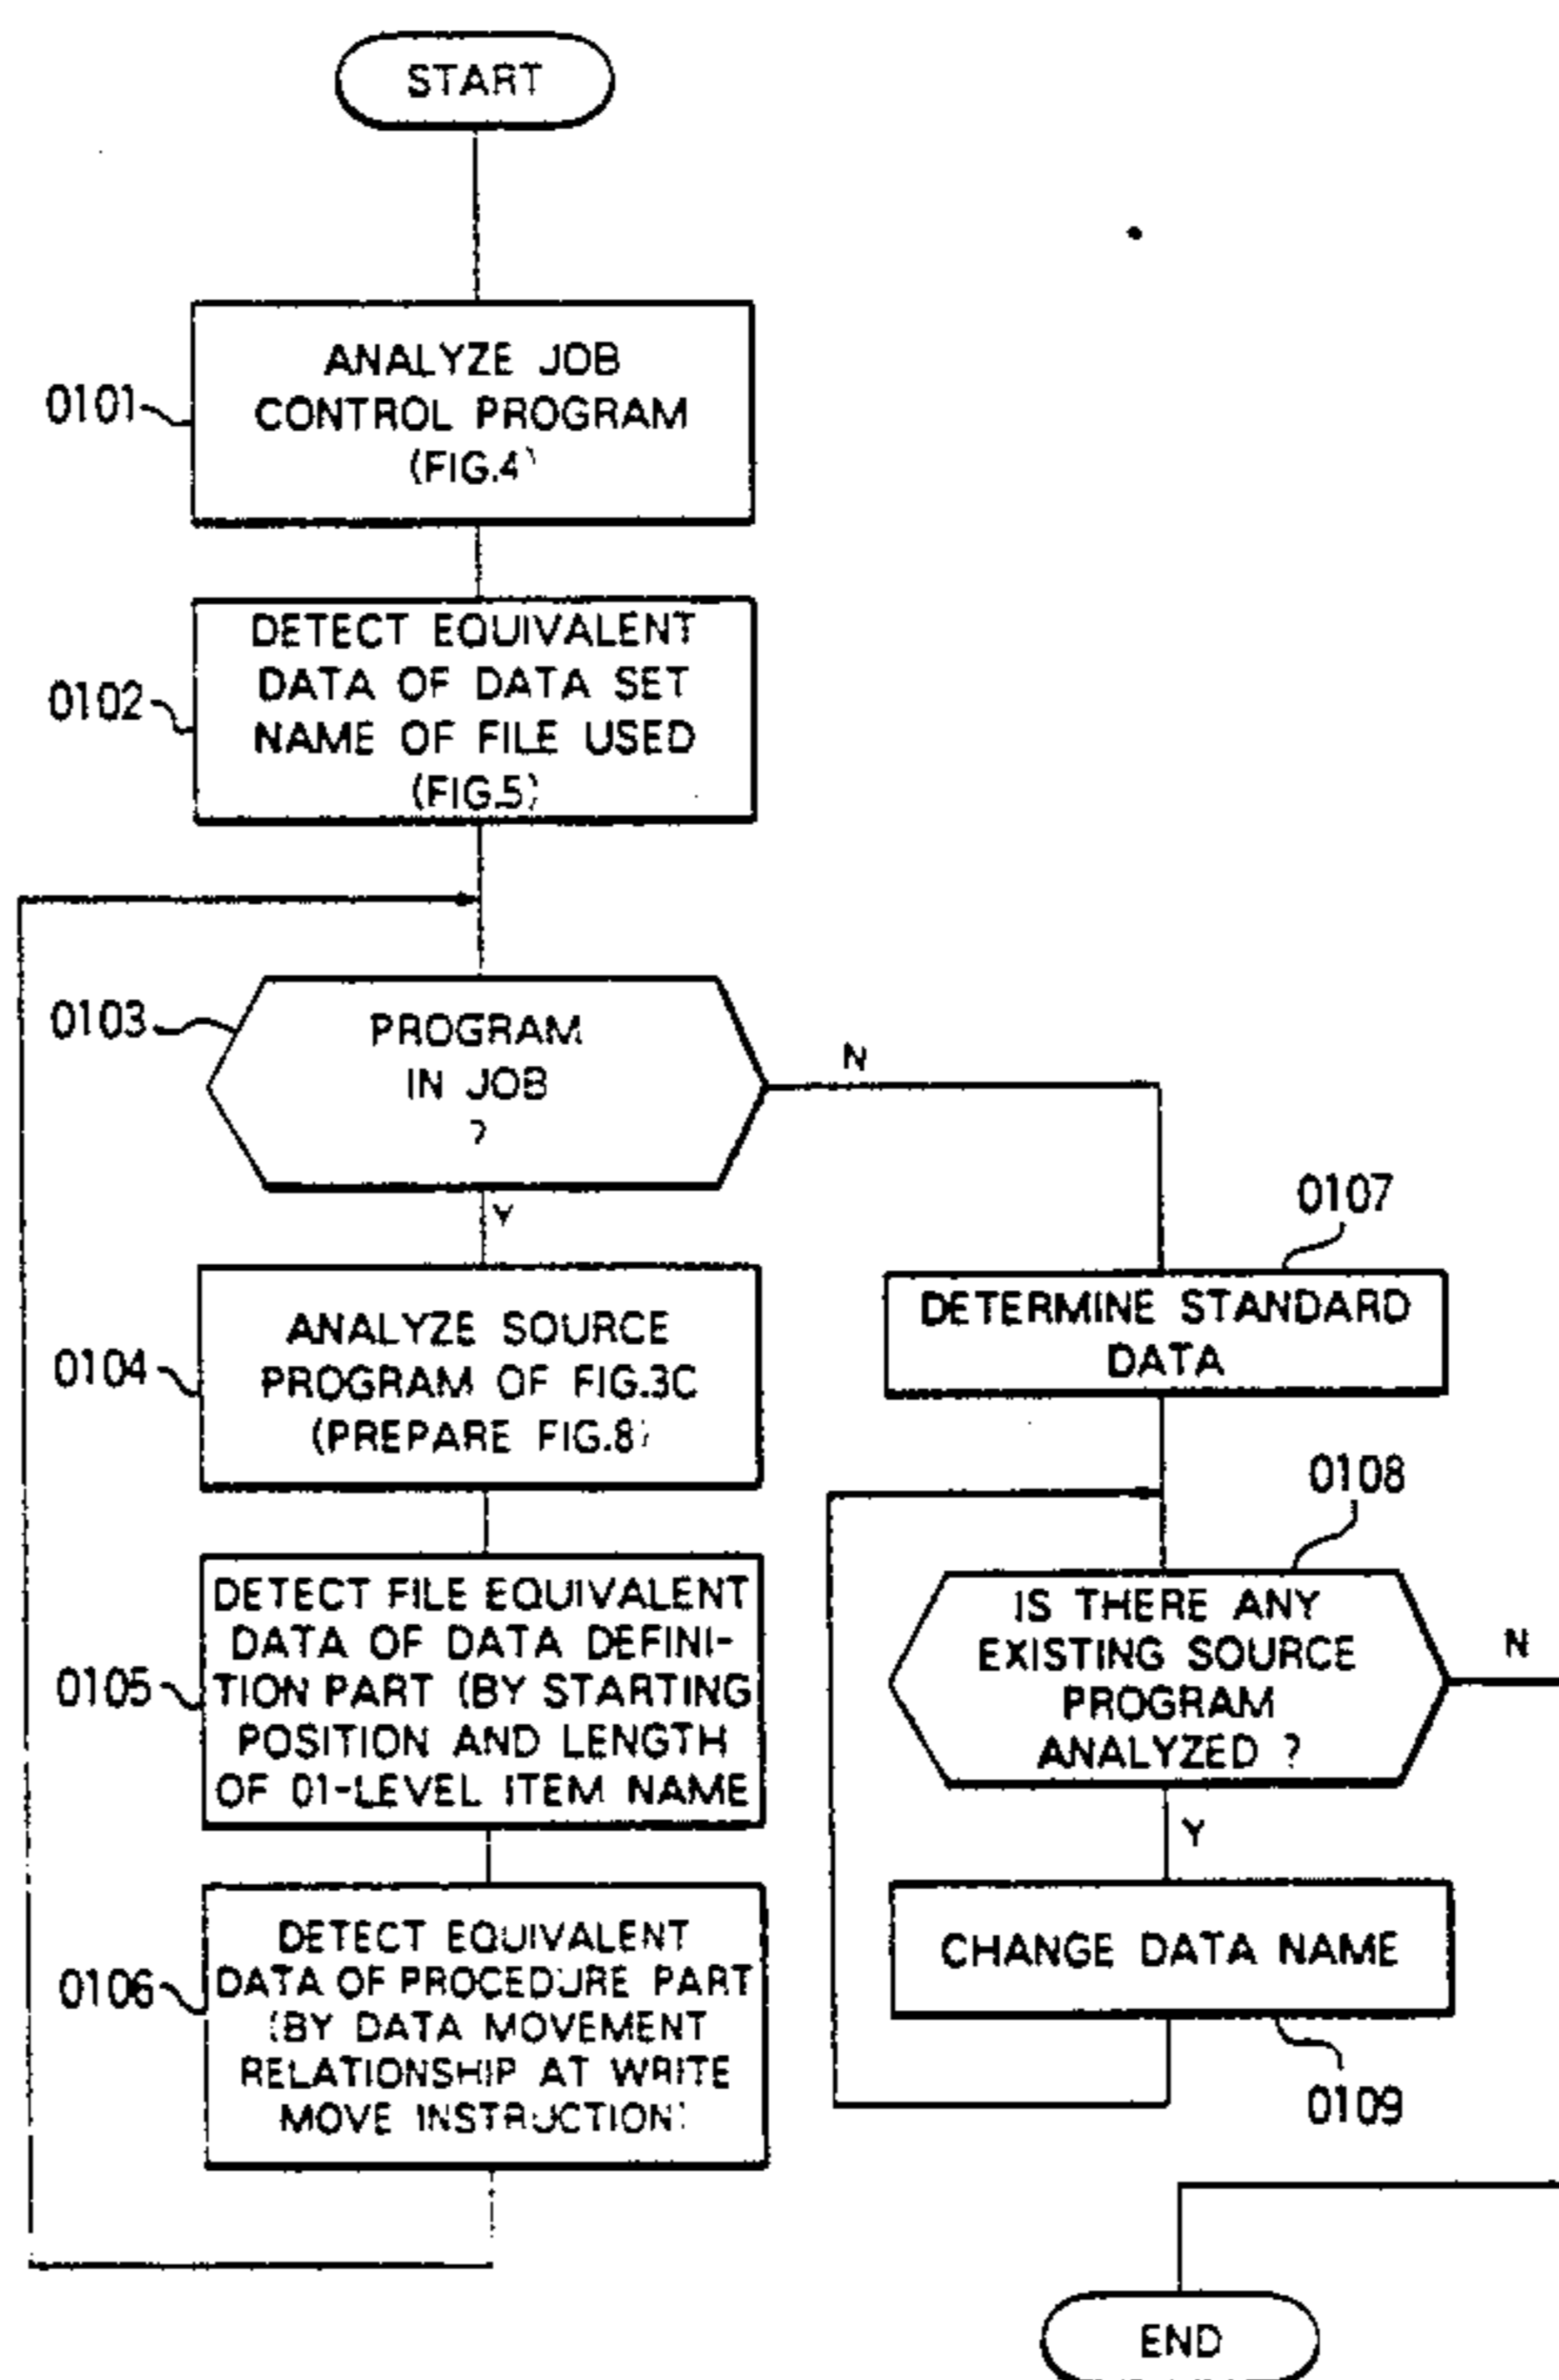 START
0101
ANALYZE JOB
CONTROL PROGRAM
(FIG.4)
0102
DETECT EQUIVALENT
DATA OF DATA SET
NAME OF FILE USED
(FIG.5)
0103
PROGRAM
IN JOB
?
N
Y
0104
ANALYZE SOURCE
PROGRAM OF FIG.3C
(PREPARE FIG.8)
0105
DETECT FILE EQUIVALENT
DATA OF DATA DEFINI-
TION PART (BY STARTING
POSITION AND LENGTH
OF 01-LEVEL ITEM NAME
0106
DETECT EQUIVALENT
DATA OF PROCEDURE PART
(BY DATA MOVEMENT
RELATIONSHIP AT WRITE
MOVE INSTRUCTION)
0107
DETERMINE STANDARD
DATA
0108
IS THERE ANY
EXISTING SOURCE
PROGRAM
ANALYZED ?
N
Y
CHANGE DATA NAME
0109
END